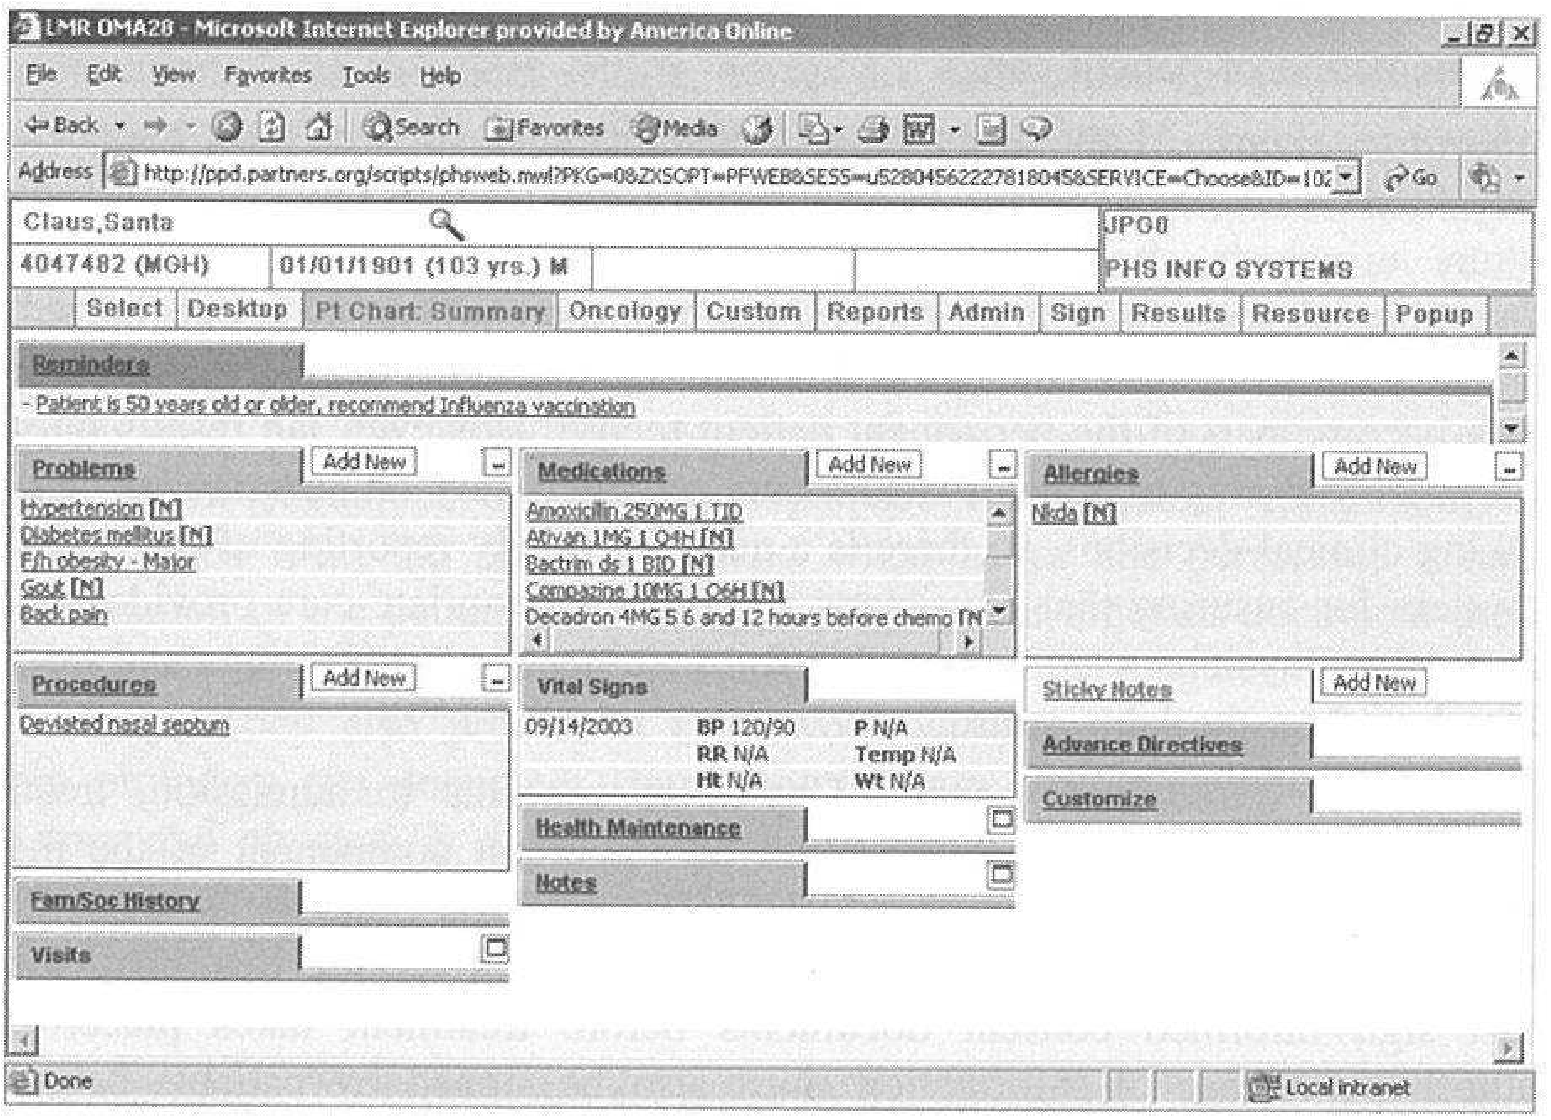 LMR OMA28 - Microsoft Internet Explorer provided by America Online
File Edit View Favorites Tools Help
Back Search Favorites Media
Address http://ppd.partners.org/scripts/phsweb.mwl?PKG=0&ZXSOPT=PFWEB&SESS=u528045622227818045&SERVICE=Choose&ID=102 Go
Claus,Santa JPG0
4047482 (MGH) 01/01/1901 (103 yrs.) M PHS INFO SYSTEMS
Select Desktop Pt Chart: Summary Oncology Custom Reports Admin Sign Results Resource Popup
Reminders
- Patient is 50 years old or older, recommend Influenza vaccination
Problems Add New
Hypertension [N]
Diabetes mellitus [N]
F/h obesity - Major
Gout [N]
Back pain
Medications Add New
Amoxicillin 250MG 1 TID
Ativan 1MG 1 Q4H [N]
Bactrim ds 1 BID [N]
Compazine 10MG 1 Q6H [N]
Decadron 4MG 5 6 and 12 hours before chemo [N
Allergies Add New
Nkda [N]
Procedures Add New
Deviated nasal septum
Vital Signs
09/14/2003 BP 120/90 P N/A
RR N/A Temp N/A
Ht N/A Wt N/A
Sticky Notes Add New
Advance Directives
Customize
Health Maintenance
Notes
Fam/Soc History
Visits
Done Local intranet